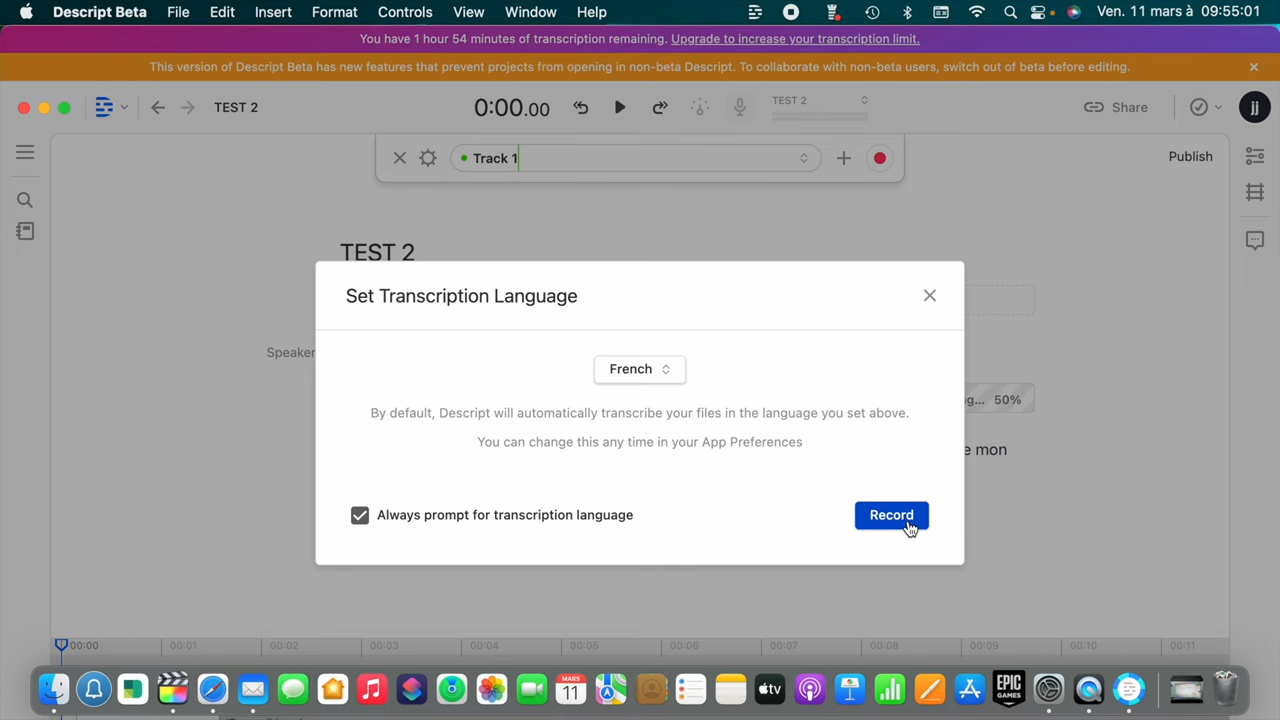 Descript Beta File Edit Insert Format Controls View Window Help Ven. 11 mars à 09:55:01
You have 1 hour 54 minutes of transcription remaining. Upgrade to increase your transcription limit.
This version of Descript Beta has new features that prevent projects from opening in non-beta Descript. To collaborate with non-beta users, switch out of beta before editing.
TEST 2 0:00.00 TEST 2 Share jj
Track 1 Publish
TEST 2
Set Transcription Language
Speaker
French
g... 50%
By default, Descript will automatically transcribe your files in the language you set above.
You can change this any time in your App Preferences
e mon
Always prompt for transcription language Record
00:00 00:01 00:02 00:03 00:04 00:05 00:06 00:07 00:08 00:09 00:10 00:11
MARS
11
tv
EPIC
GAMES